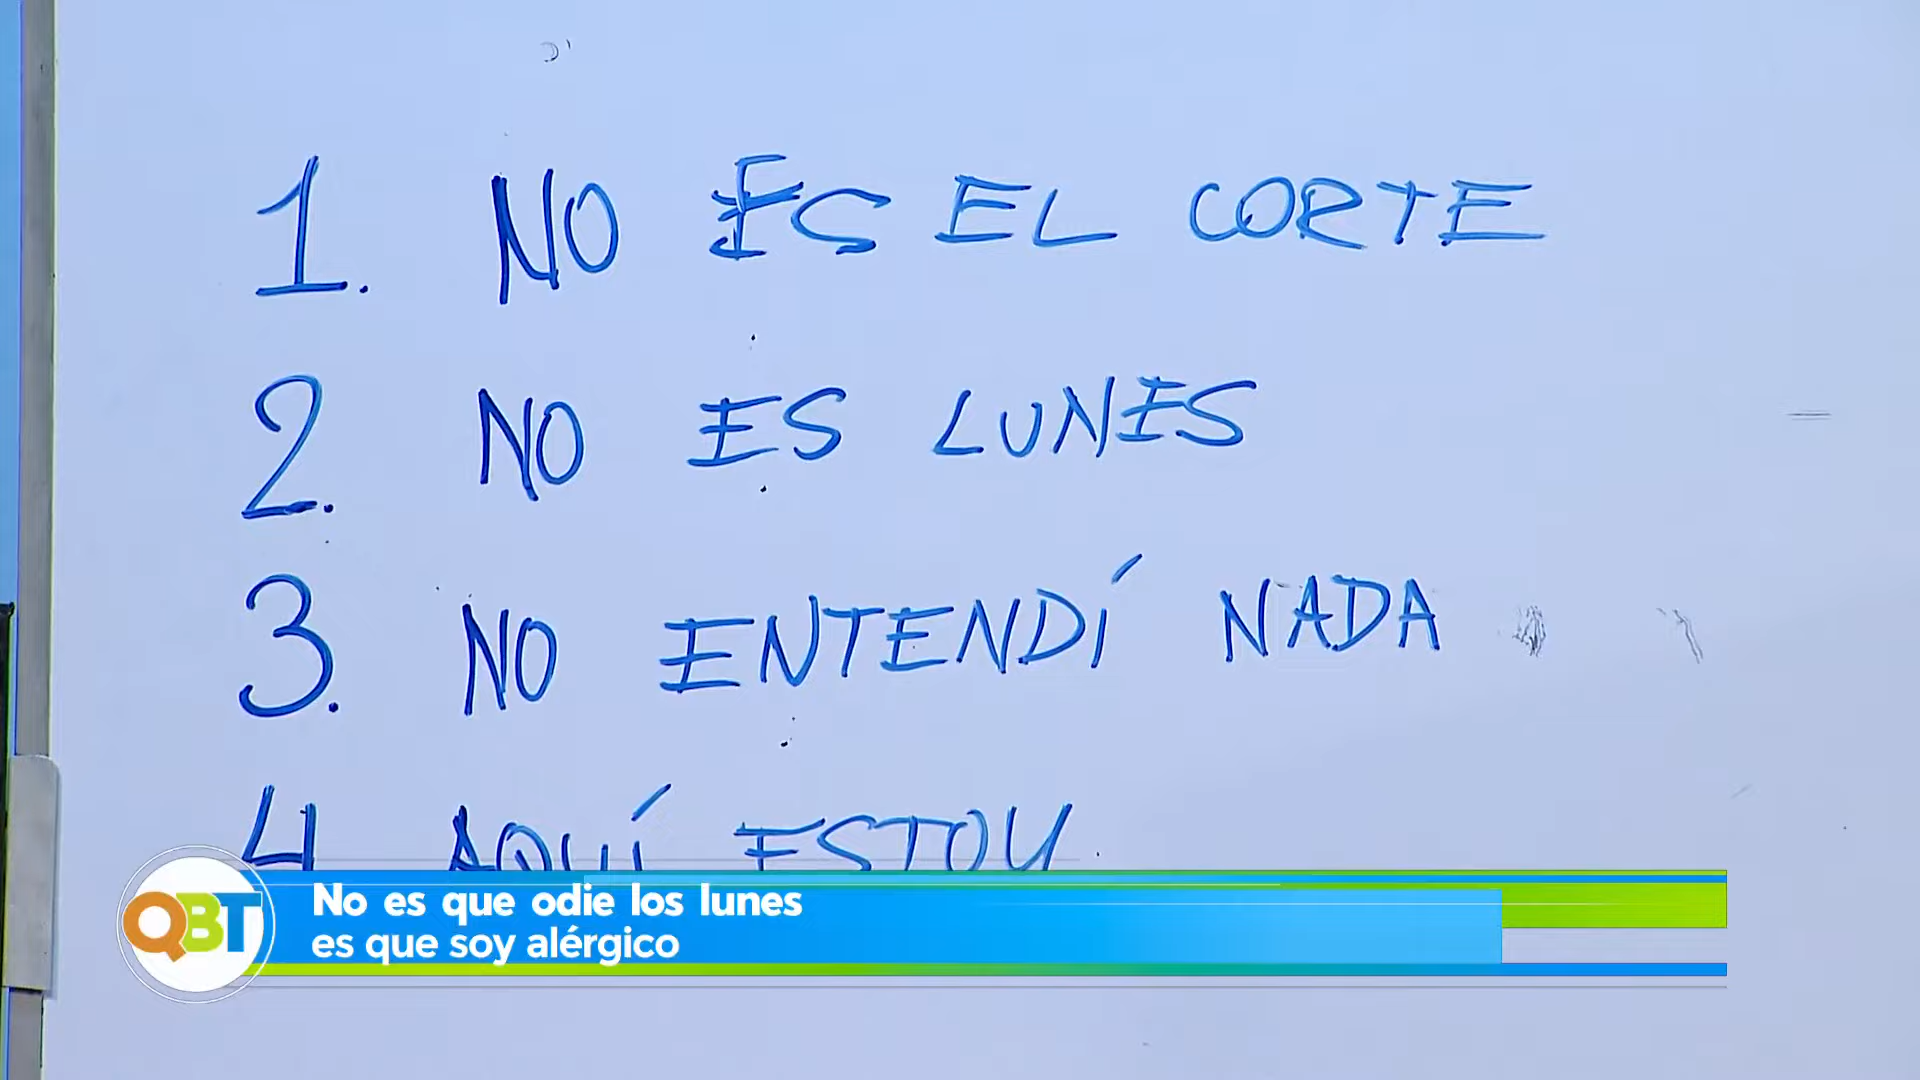 1. NO ES EL CORTE
2. NO ES LUNES
3. NO ENTENDÍ NADA
4 AQUÍ ESTOY
QBT
No es que odie los lunes
es que soy alérgico